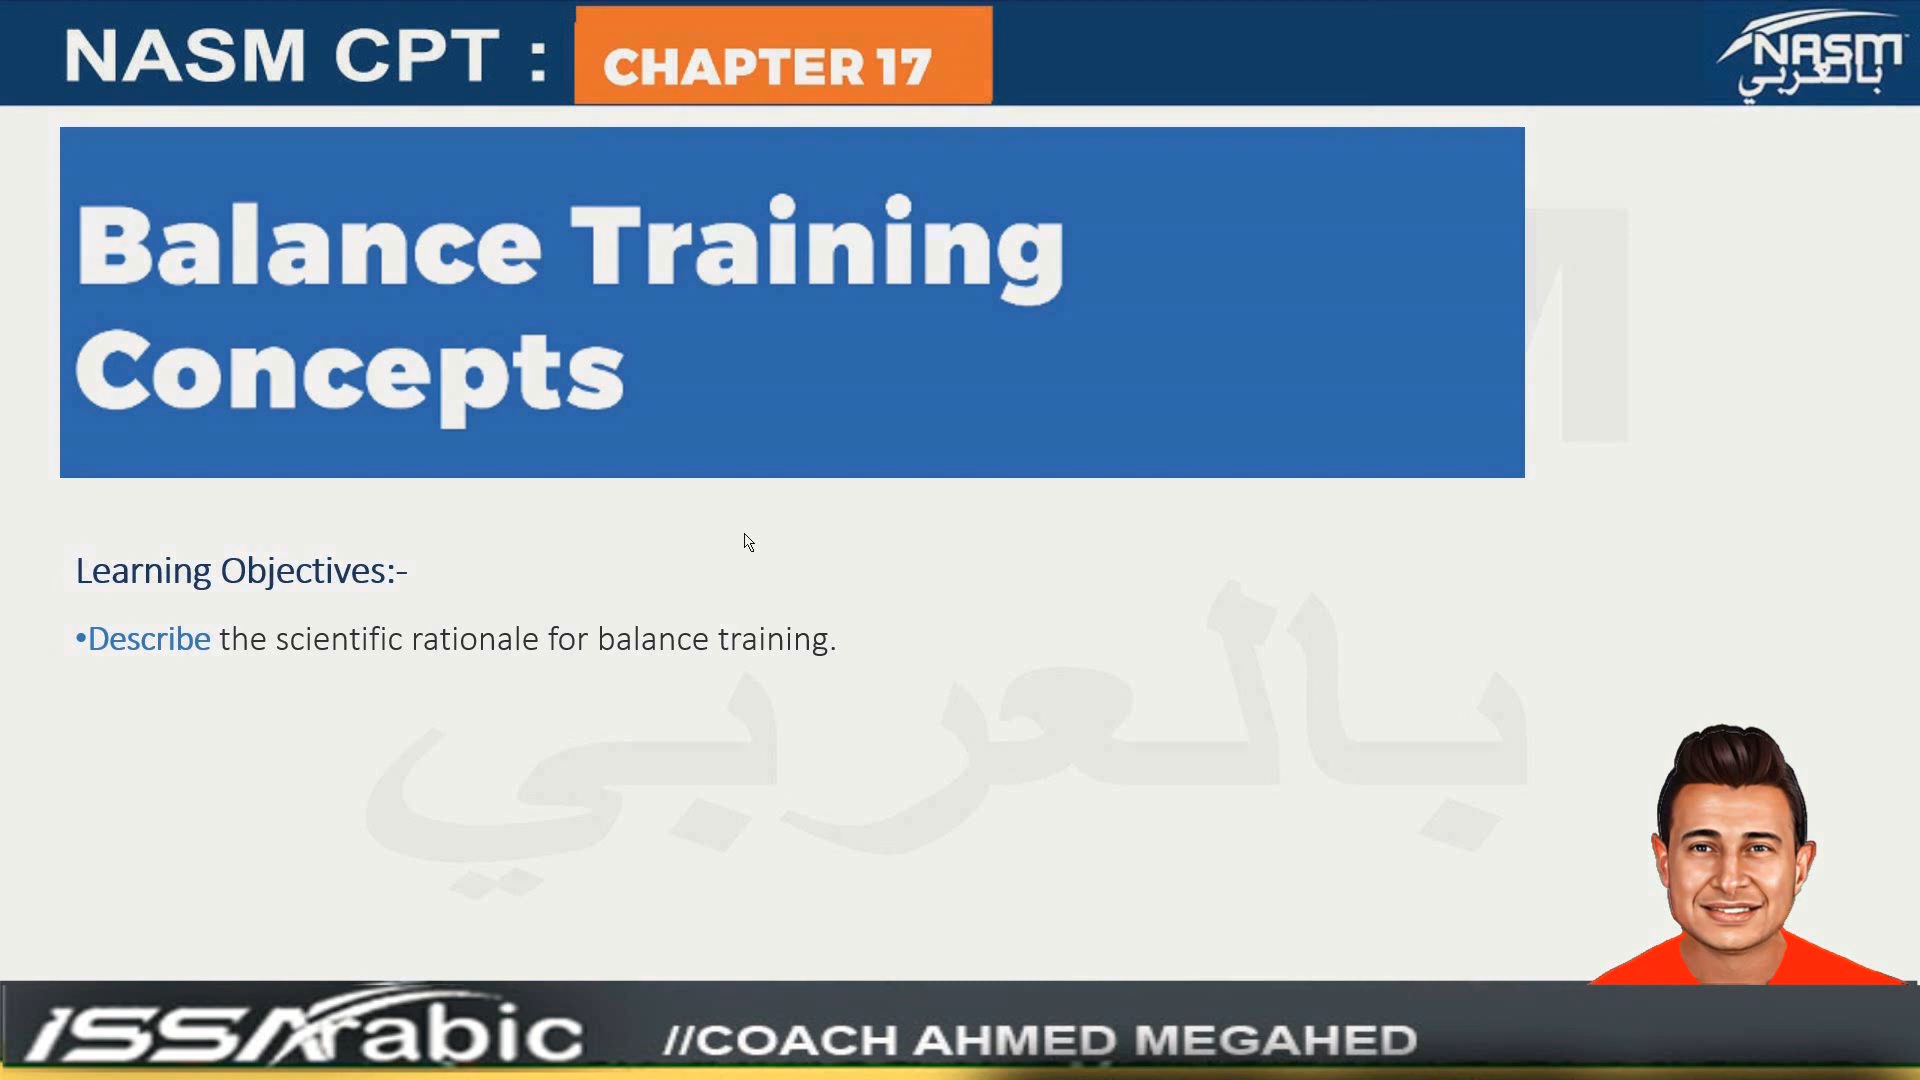 NASM CPT : CHAPTER 17
NASM
بالعربي
Balance Training
Concepts
Learning Objectives:-
•Describe the scientific rationale for balance training.
M
بالعربي
ISSArabic //COACH AHMED MEGAHED